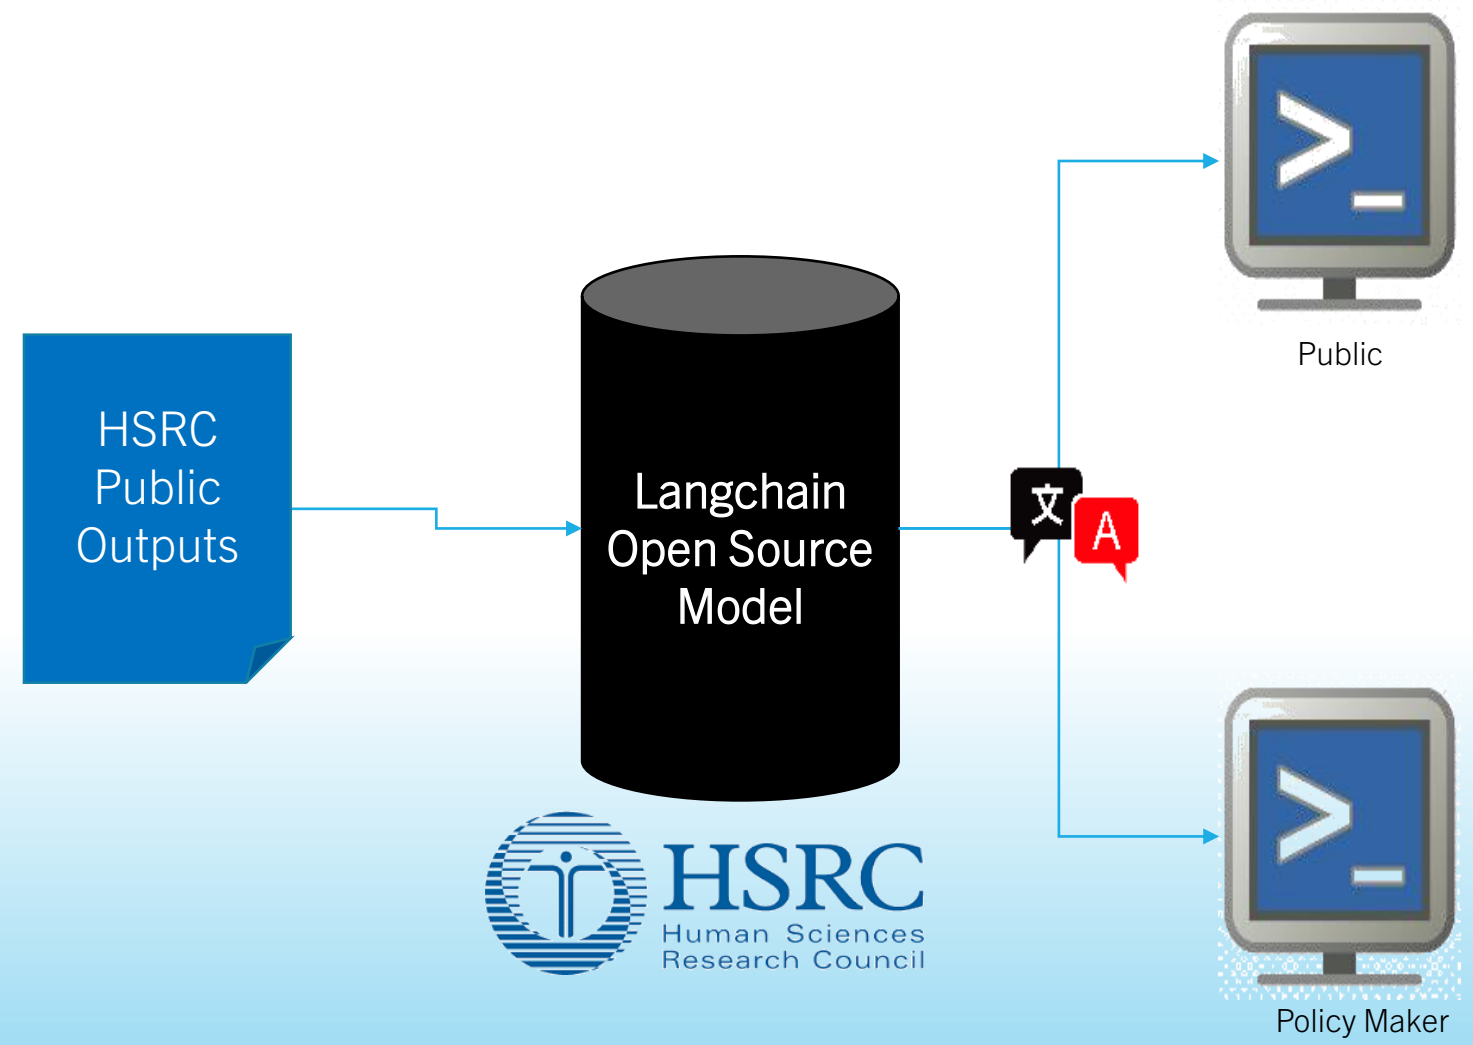 HSRC
Public
Outputs
Langchain
Open Source
Model
>_
Public
文
A
>_
Policy Maker
HSRC
Human Sciences
Research Council